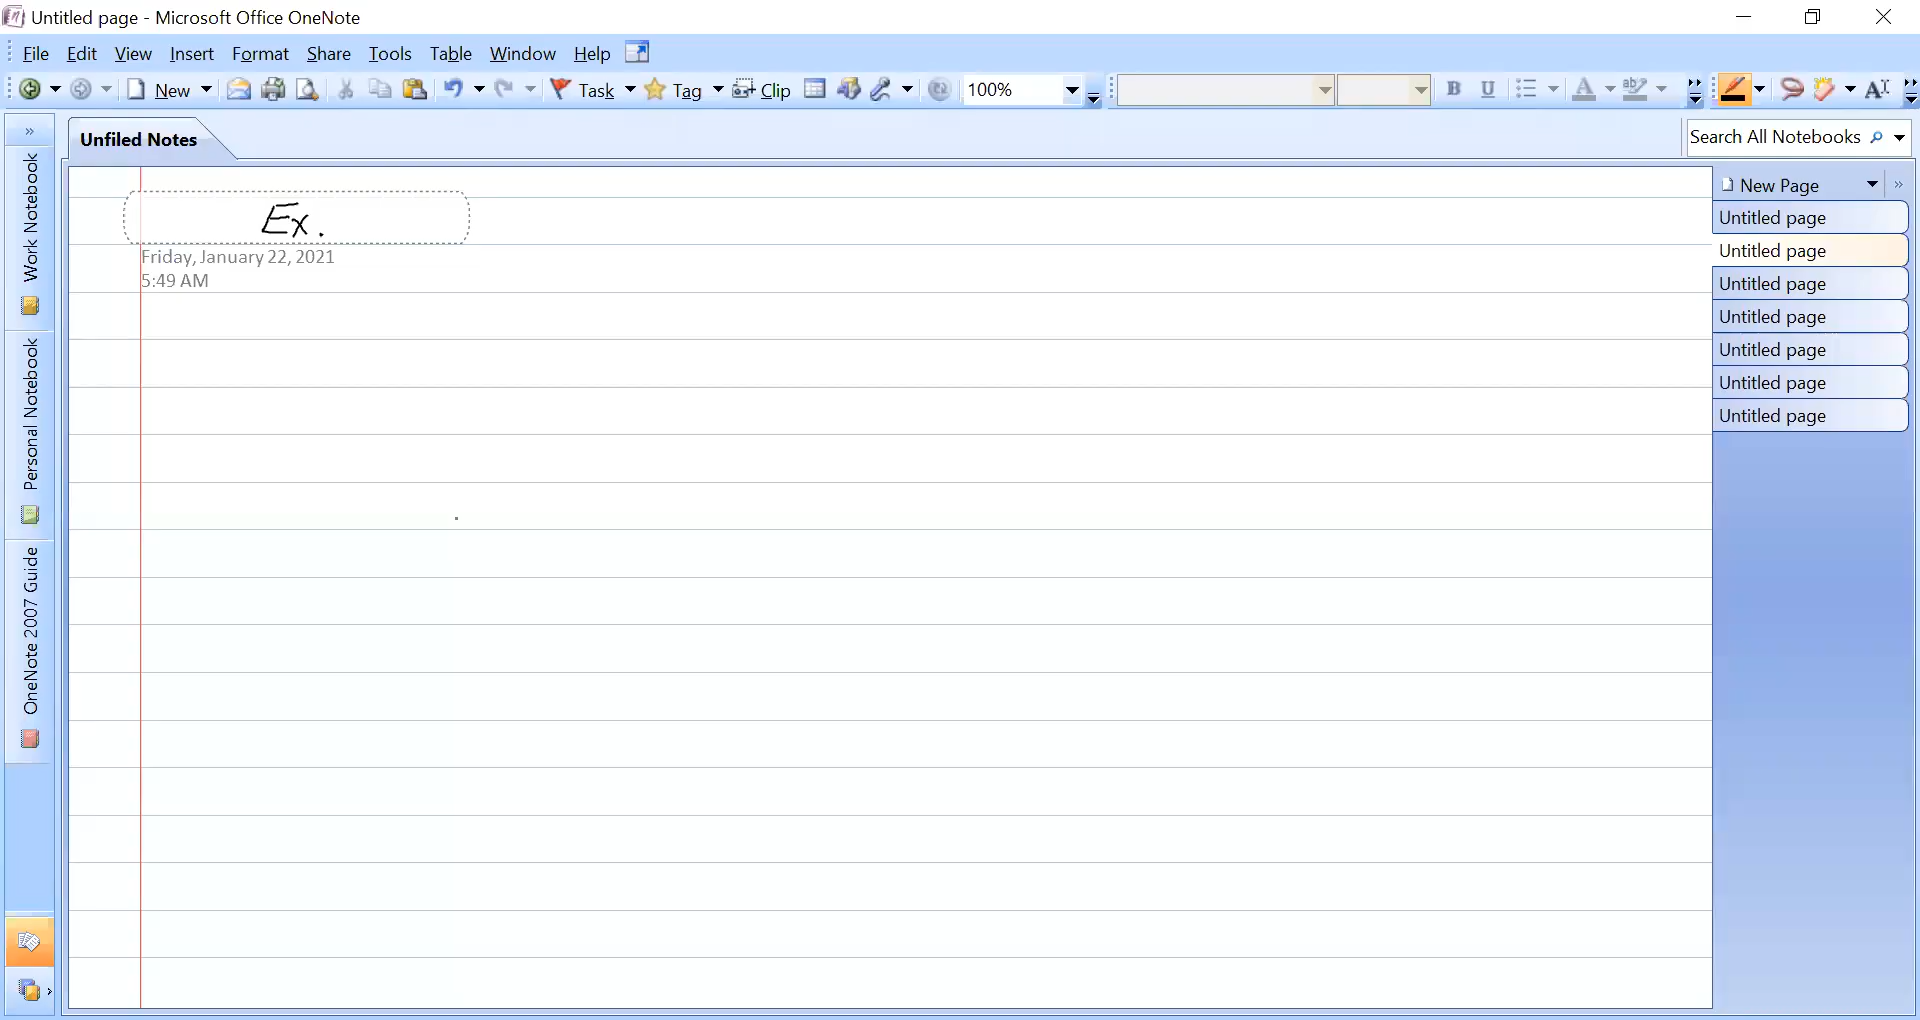 Untitled page - Microsoft Office OneNote
File Edit View Insert Format Share Tools Table Window Help
New Task Tag Clip 100% B U A ab A
Unfiled Notes
Search All Notebooks
Work Notebook
Personal Notebook
OneNote 2007 Guide
Ex.
Friday, January 22, 2021
5:49 AM
New Page
Untitled page
Untitled page
Untitled page
Untitled page
Untitled page
Untitled page
Untitled page